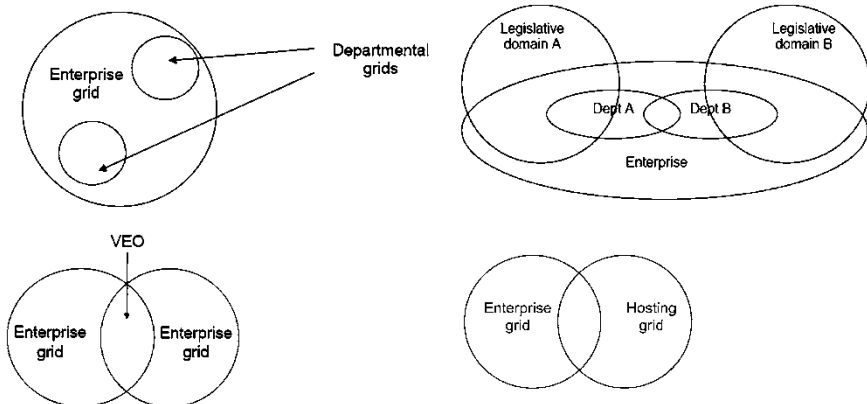 Enterprise
grid
Departmental
grids
Legislative
domain A
Legislative
domain B
Dept A
Dept B
Enterprise
VEO
Enterprise
grid
Enterprise
grid
Enterprise
grid
Hosting
grid